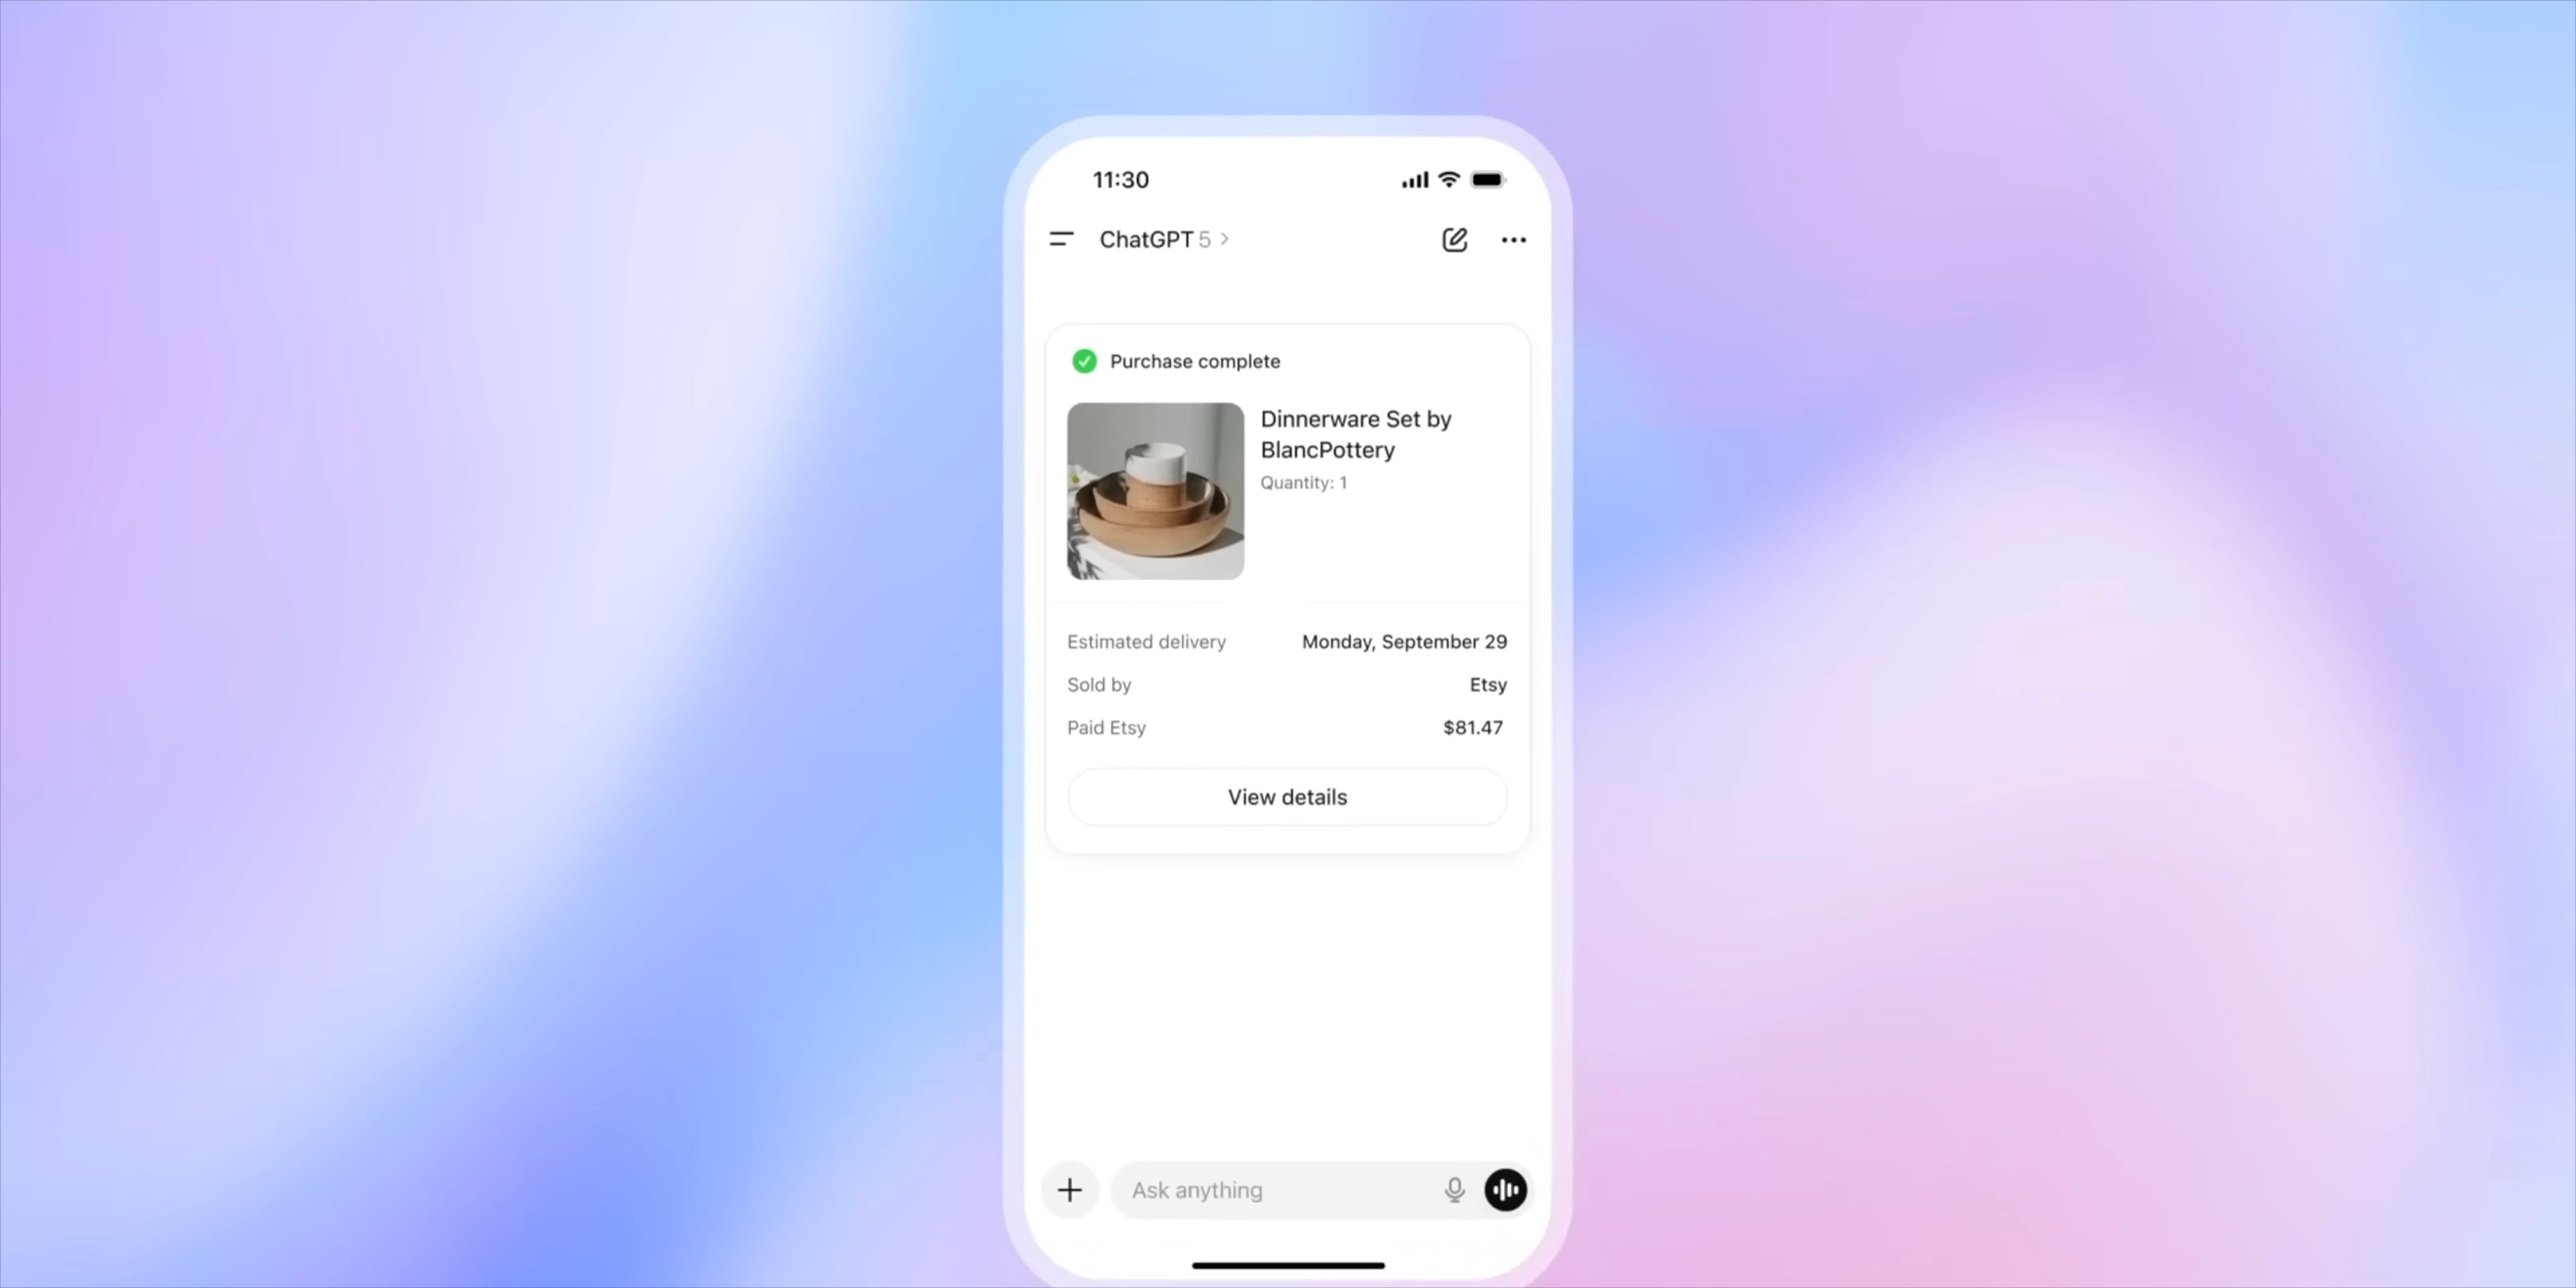 11:30
ChatGPT 5 >
Purchase complete
Dinnerware Set by
BlancPottery
Quantity: 1
Estimated delivery Monday, September 29
Sold by Etsy
Paid Etsy $81.47
View details
Ask anything